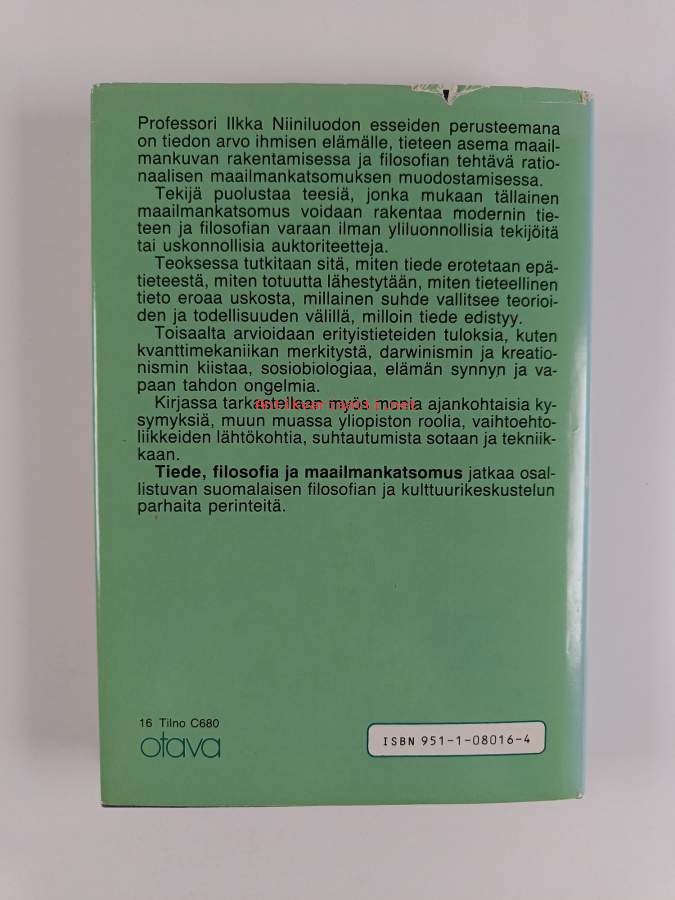 Professori Ilkka Niiniluodon esseiden perusteemana
on tiedon arvo ihmisen elämälle, tieteen asema maail-
mankuvan rakentamisessa ja filosofian tehtävä ratio-
naalisen maailmankatsomuksen muodostamisessa.
Tekijä puolustaa teesiä, jonka mukaan tällainen
maailmankatsomus voidaan rakentaa modernin tie-
teen ja filosofian varaan ilman yliluonnollisia tekijöitä
tai uskonnollisia auktoriteetteja.
Teoksessa tutkitaan sitä, miten tiede erotetaan epä-
tieteestä, miten totuutta lähestytään, miten tieteellinen
tieto eroaa uskosta, millainen suhde vallitsee teorioi-
den ja todellisuuden välillä, milloin tiede edistyy.
Toisaalta arvioidaan erityistieteiden tuloksia, kuten
kvanttimekaniikan merkitystä, darwinismin ja kreatio-
nismin kiistaa, sosiobiologiaa, elämän synnyn ja va-
paan tahdon ongelmia.
Kirjassa tarkastellaan myös monia ajankohtaisia ky-
symyksiä, muun muassa yliopiston roolia, vaihtoehto-
liikkeiden lähtökohtia, suhtautumista sotaan ja tekniik-
kaan.
Tiede, filosofia ja maailmankatsomus jatkaa osal-
listuvan suomalaisen filosofian ja kulttuurikeskustelun
parhaita perinteitä.
16 Tilno C680
otava
ISBN 951-1-08016-4